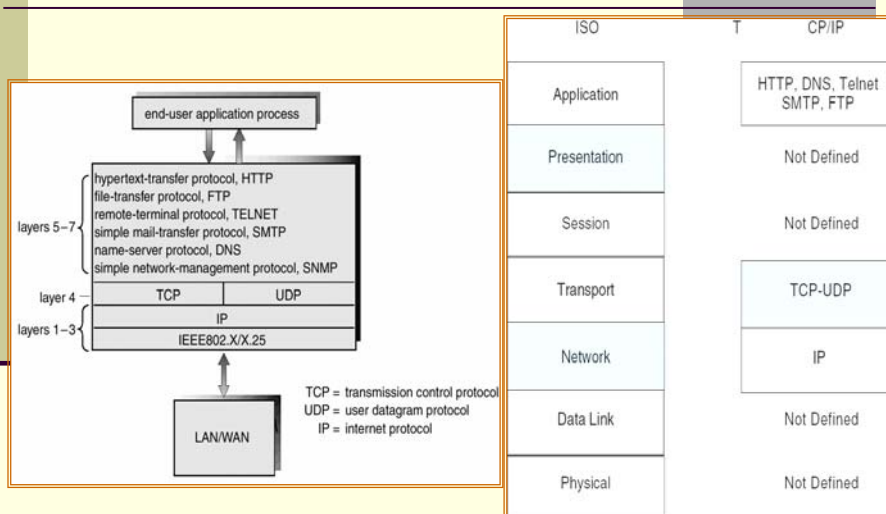 end-user application process
hypertext-transfer protocol, HTTP
file-transfer protocol, FTP
remote-terminal protocol, TELNET
simple mail-transfer protocol, SMTP
name-server protocol, DNS
simple network-management protocol, SNMP
layers 5–7
layer 4
TCP UDP
layers 1–3
IP
IEEE802.X/X.25
LAN/WAN
TCP = transmission control protocol
UDP = user datagram protocol
IP = internet protocol
ISO T CP/IP
Application HTTP, DNS, Telnet
SMTP, FTP
Presentation Not Defined
Session Not Defined
Transport TCP-UDP
Network IP
Data Link Not Defined
Physical Not Defined